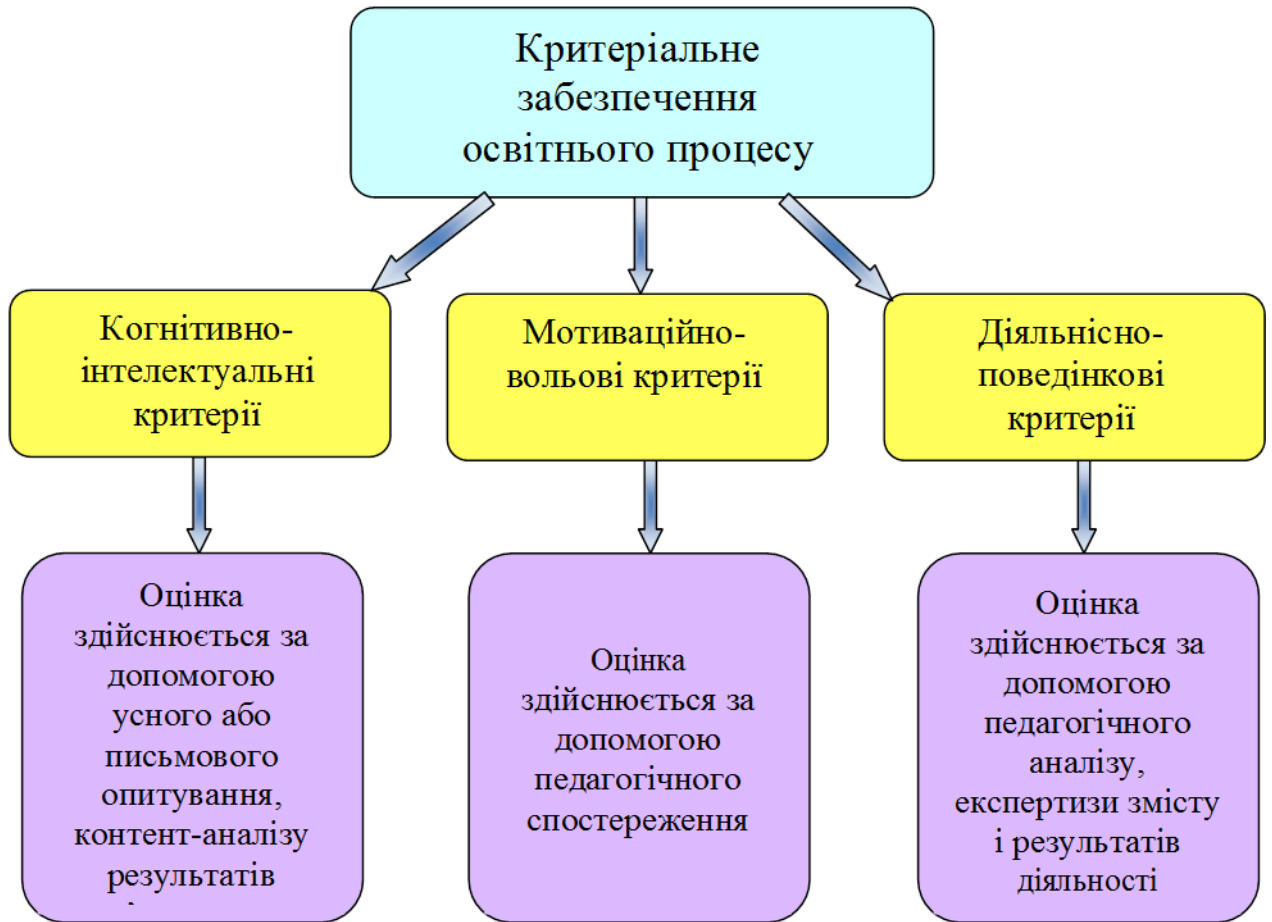 Критеріальне
забезпечення
освітнього процесу
Когнітивно-
інтелектуальні
критерії
Мотиваційно-
вольові критерії
Діяльнісно-
поведінкові
критерії
Оцінка
здійснюється за
допомогою
усного або
письмового
опитування,
контент-аналізу
результатів
Оцінка
здійснюється за
допомогою
педагогічного
спостереження
Оцінка
здійснюється за
допомогою
педагогічного
аналізу,
експертизи змісту
і результатів
діяльності